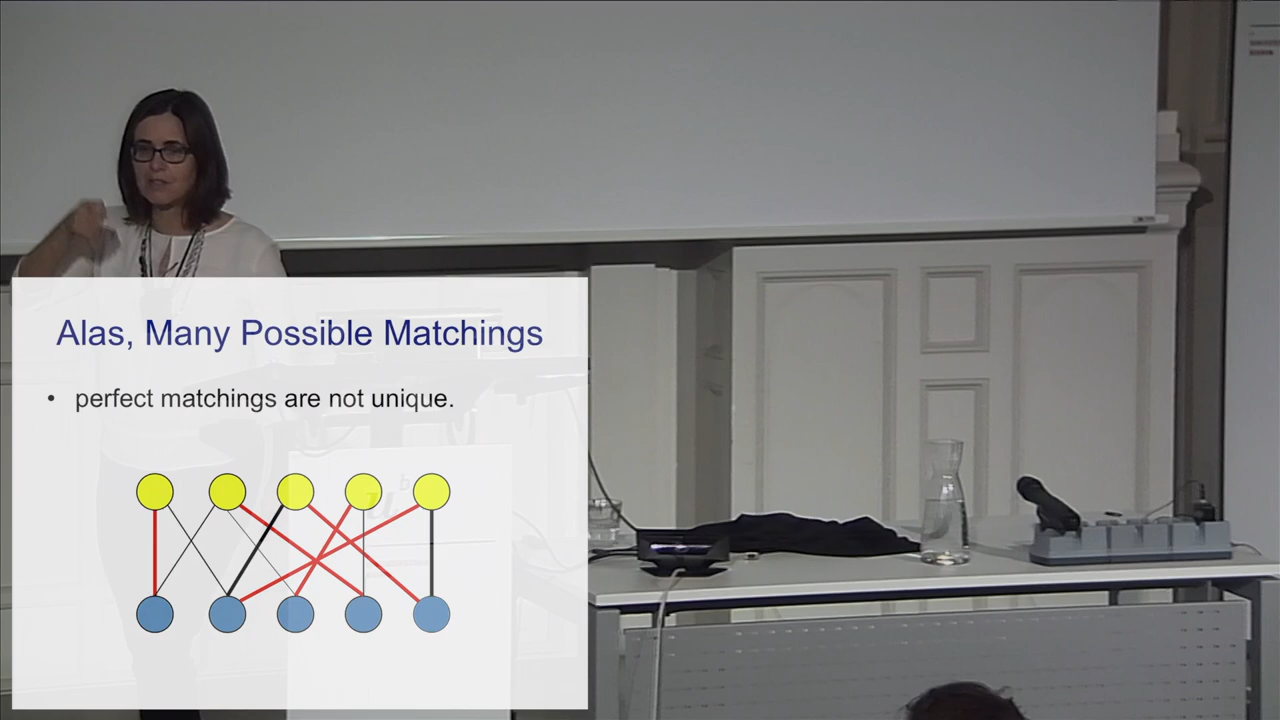 Alas, Many Possible Matchings
• perfect matchings are not unique.
u
b